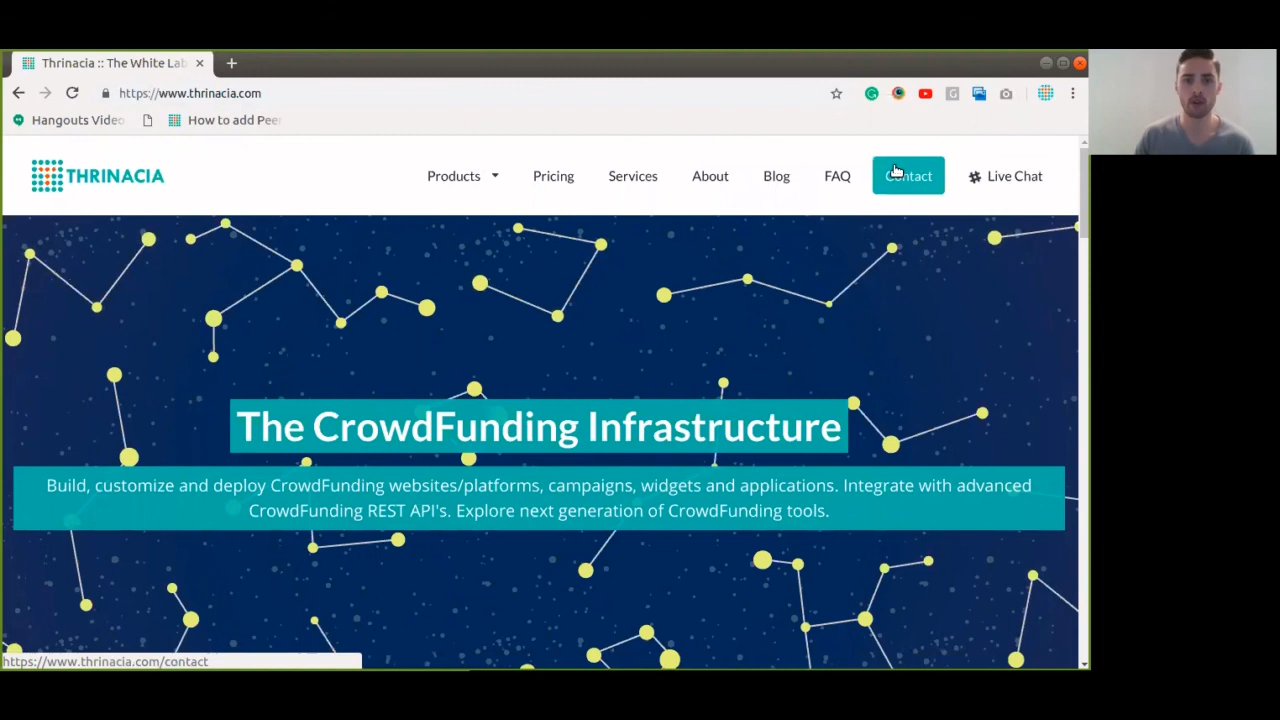 Thrinacia :: The White Lab
https://www.thrinacia.com
Hangouts Video
How to add Pee
THRINACIA
Products
Pricing
Services
About
Blog
FAQ
Contact
Live Chat
The CrowdFunding Infrastructure
Build, customize and deploy CrowdFunding websites/platforms, campaigns, widgets and applications. Integrate with advanced
CrowdFunding REST API's. Explore next generation of CrowdFunding tools.
https://www.thrinacia.com/contact